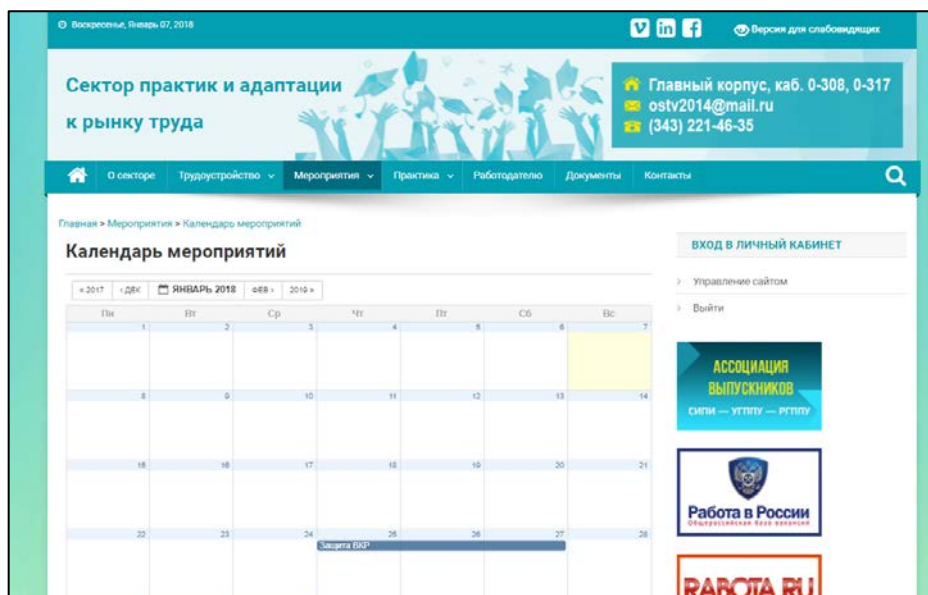 Воскресенье, Январь 07, 2018
Версия для слабовидящих
Сектор практик и адаптации
к рынку труда
Главный корпус, каб. 0-308, 0-317
ostv2014@mail.ru
(343) 221-46-35
О секторе Трудоустройство Мероприятия Практика Работодателю Документы Контакты
Главная » Мероприятия » Календарь мероприятий
Календарь мероприятий
« 2017 ‹ ДЕК ЯНВАРЬ 2018 ФЕВ › 2019 »
Пн Вт Ср Чт Пт Сб Вс
1 2 3 4 5 6 7
8 9 10 11 12 13 14
15 16 17 18 19 20 21
22 23 24 25 26 27 28
Защита ВКР
ВХОД В ЛИЧНЫЙ КАБИНЕТ
Управление сайтом
Выйти
АССОЦИАЦИЯ
ВЫПУСКНИКОВ
СИПИ — УГППУ — РГППУ
Работа в России
Общероссийская база вакансий
RABOTA.RU